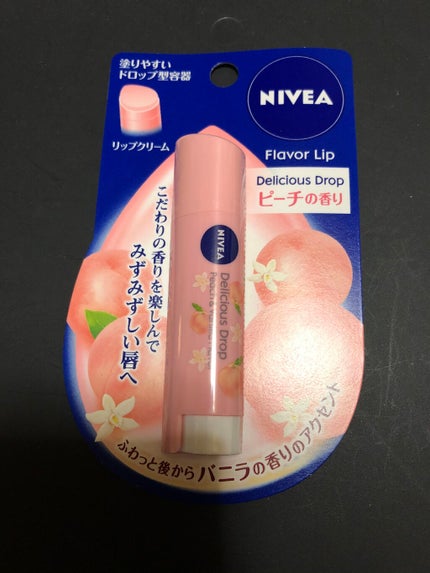 塗りやすい
ドロップ型容器
リップクリーム
NIVEA
Flavor Lip
Delicious Drop
ピーチの香り
こだわりの香りを楽しんで
みずみずしい唇へ
NIVEA
Delicious Drop
Peach &
ふわっと後からバニラの香りのアクセント